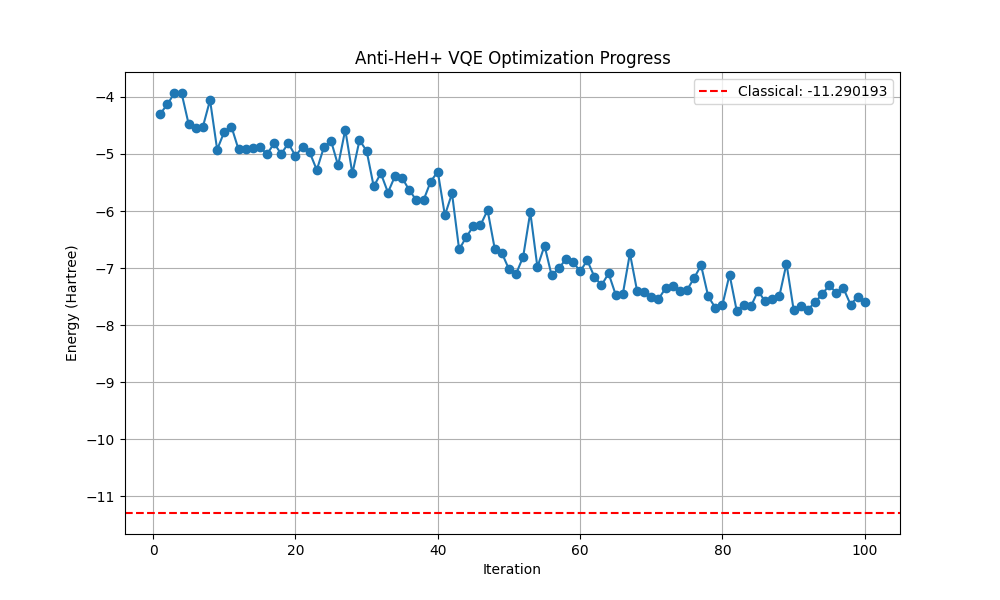 Anti-HeH+ VQE Optimization Progress
Classical: -11.290193
Energy (Hartree)
−4
−5
−6
−7
−8
−9
−10
−11
0 20 40 60 80 100
Iteration